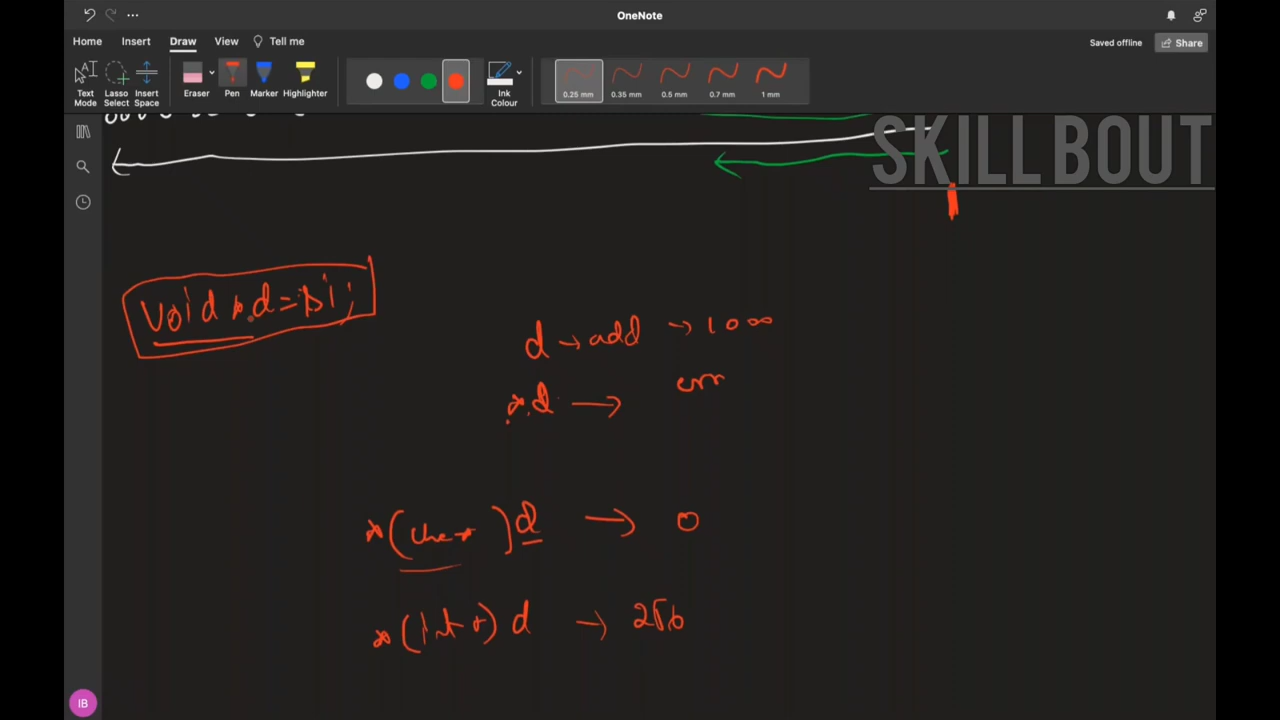 OneNote
Home Insert Draw View Tell me
Saved offline Share
Text Mode
Lasso Select
Insert Space
Eraser Pen Marker Highlighter
Ink Colour
0.25 mm 0.35 mm 0.5 mm 0.7 mm 1 mm
SKILL BOUT
void *d = pi;
d → add → 1000
*d → err
*(char*)d → 0
*(int*)d → 256
IB